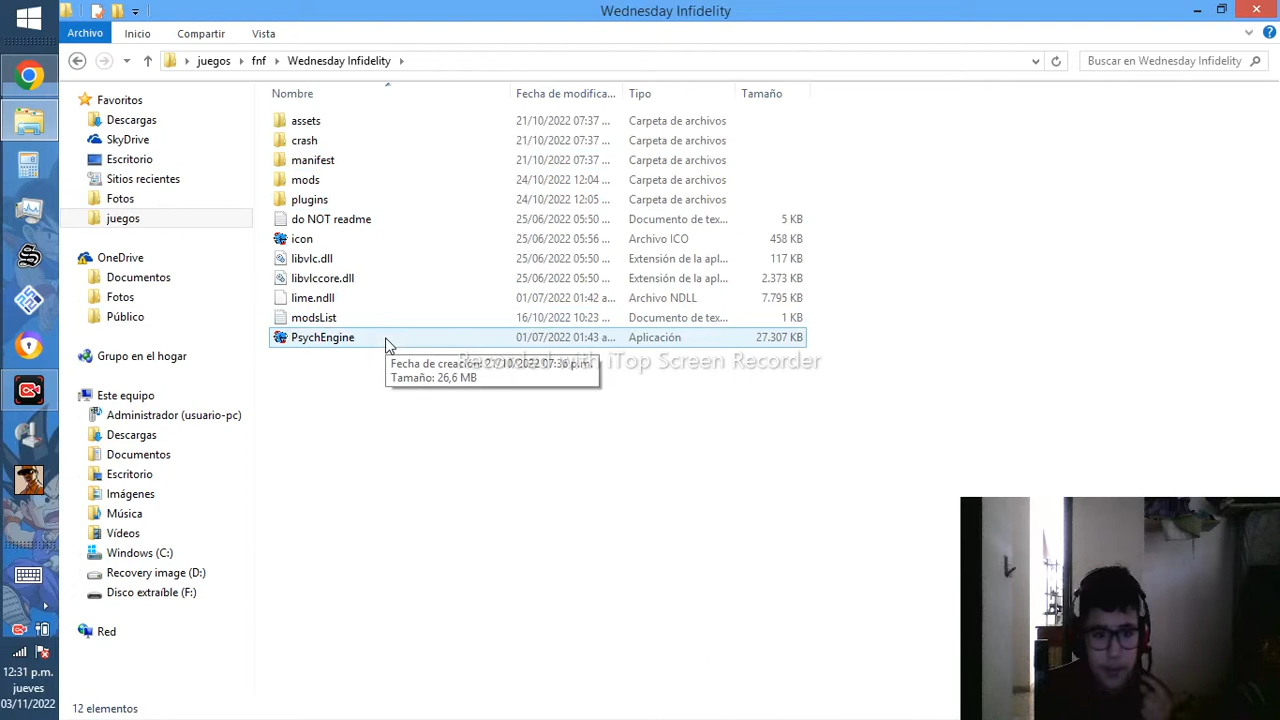 Wednesday Infidelity
Archivo Inicio Compartir Vista
juegos fnf Wednesday Infidelity
Buscar en Wednesday Infidelity
Nombre Fecha de modifica... Tipo Tamaño
Favoritos
Descargas
SkyDrive
Escritorio
Sitios recientes
Fotos
juegos
OneDrive
Documentos
Fotos
Público
Grupo en el hogar
Este equipo
Administrador (usuario-pc)
Descargas
Documentos
Escritorio
Imágenes
Música
Vídeos
Windows (C:)
Recovery image (D:)
Disco extraíble (F:)
Red
assets 21/10/2022 07:37 ... Carpeta de archivos
crash 21/10/2022 07:37 ... Carpeta de archivos
manifest 21/10/2022 07:37 ... Carpeta de archivos
mods 24/10/2022 12:04 ... Carpeta de archivos
plugins 24/10/2022 12:05 ... Carpeta de archivos
do NOT readme 25/06/2022 05:50 ... Documento de tex... 5 KB
icon 25/06/2022 05:56 ... Archivo ICO 458 KB
libvlc.dll 25/06/2022 05:50 ... Extensión de la apl... 117 KB
libvlccore.dll 25/06/2022 05:50 ... Extensión de la apl... 2.373 KB
lime.ndll 01/07/2022 01:42 a... Archivo NDLL 7.795 KB
modsList 16/10/2022 10:23 ... Documento de tex... 1 KB
PsychEngine 01/07/2022 01:43 a... Aplicación 27.307 KB
Recorded with iTop Screen Recorder
Fecha de creación: 21/10/2022 07:36 p.m.
Tamaño: 26,6 MB
12:31 p.m.
jueves
03/11/2022
12 elementos